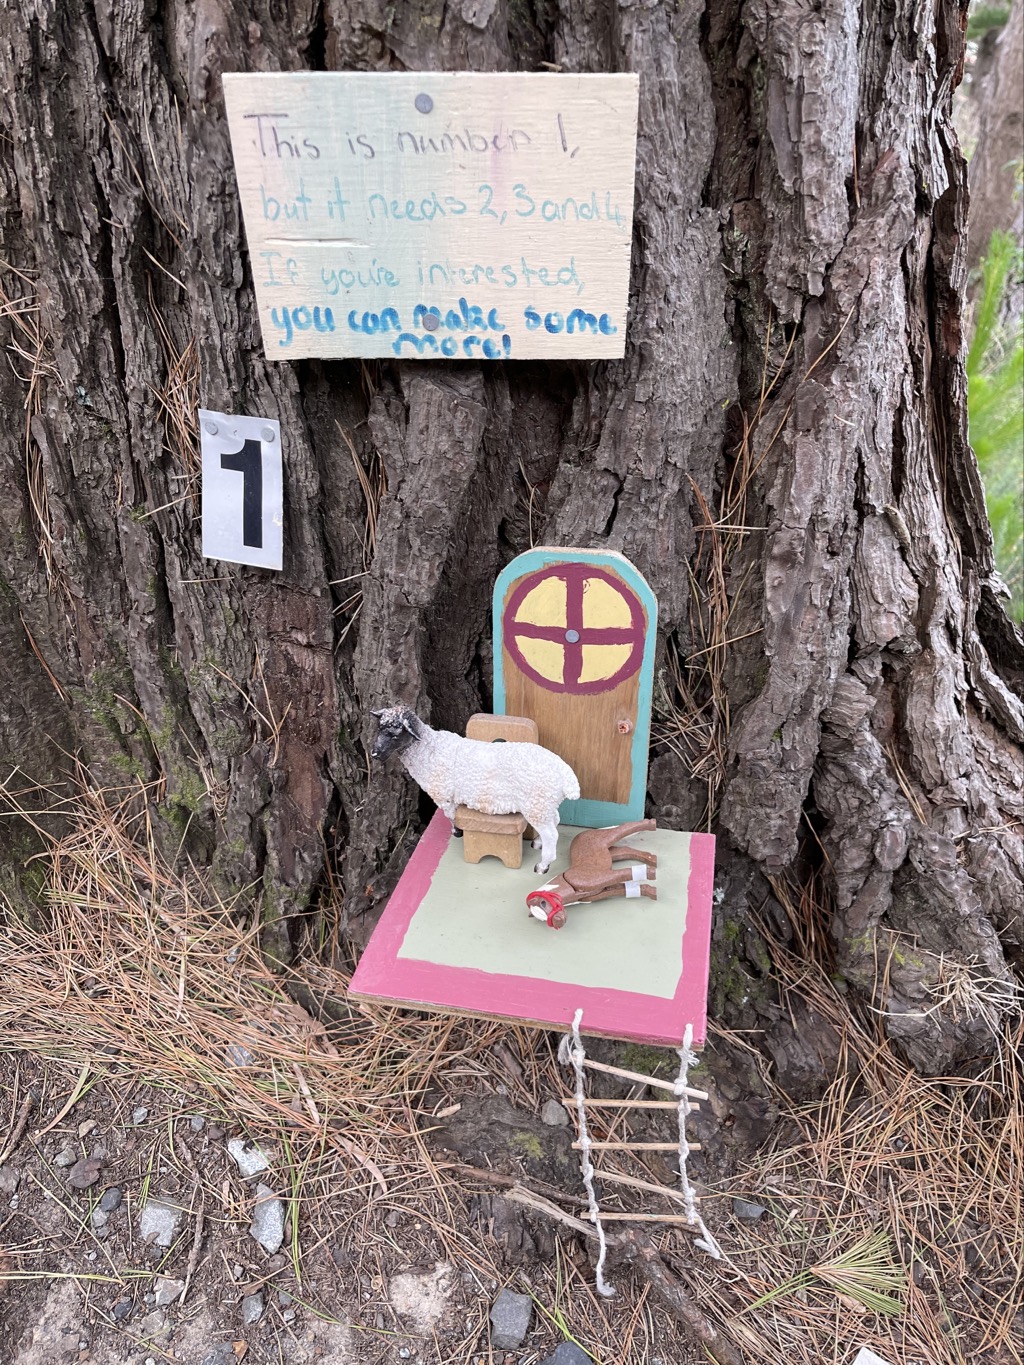 This is number 1,
but it needs 2, 3 and 4
If you're interested,
you can make some
more!
1